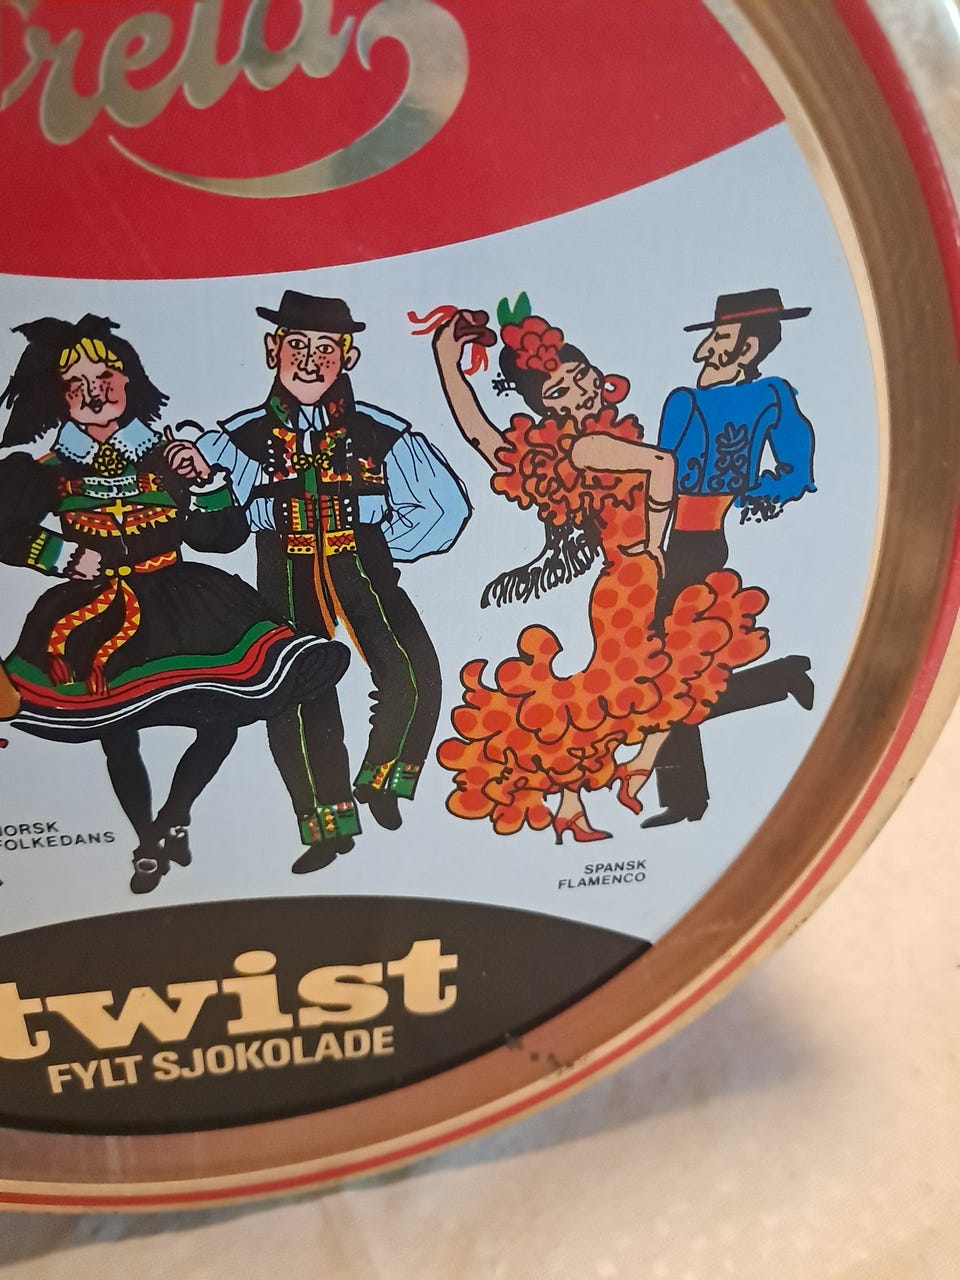 NORSK
FOLKEDANS
SPANSK
FLAMENCO
twist
FYLT SJOKOLADE